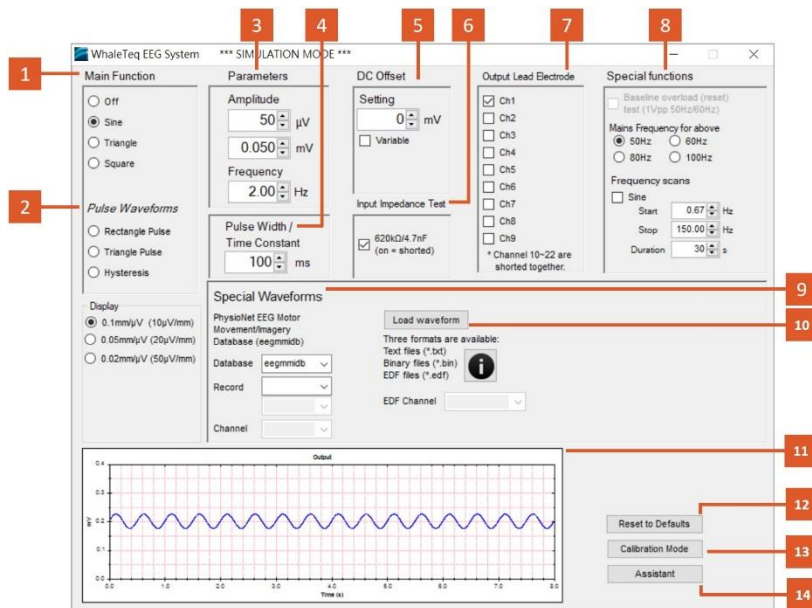 3
4
5
6
7
8
WhaleTeq EEG System *** SIMULATION MODE ***
1
Main Function
Off
Sine
Triangle
Square
2
Pulse Waveforms
Rectangle Pulse
Triangle Pulse
Hysteresis
Display
0.1mm/µV (10µV/mm)
0.05mm/µV (20µV/mm)
0.02mm/µV (50µV/mm)
Parameters
Amplitude
50 µV
0.050 mV
Frequency
2.00 Hz
Pulse Width /
Time Constant
100 ms
DC Offset
Setting
0 mV
Variable
Input Impedance Test
620kΩ/4.7nF
(on = shorted)
Output Lead Electrode
Ch1
Ch2
Ch3
Ch4
Ch5
Ch6
Ch7
Ch8
Ch9
* Channel 10~22 are
shorted together.
Special functions
Baseline overload (reset)
test (1Vpp 50Hz/60Hz)
Mains Frequency for above
50Hz 60Hz
80Hz 100Hz
Frequency scans
Sine
Start 0.67 Hz
Stop 150.00 Hz
Duration 30 s
9
Special Waveforms
PhysioNet EEG Motor
Movement/Imagery
Database (eegmmidb)
Database eegmmidb
Record
Channel
10
Load waveform
Three formats are available:
Text files (*.txt)
Binary files (*.bin)
EDF files (*.edf)
i
EDF Channel
11
Output
0.4
0.3
0.2
0.1
0.0
mV
0.0 1.0 2.0 3.0 4.0 5.0 6.0 7.0 8.0
Time (s)
12
Reset to Defaults
Calibration Mode
13
Assistant
14